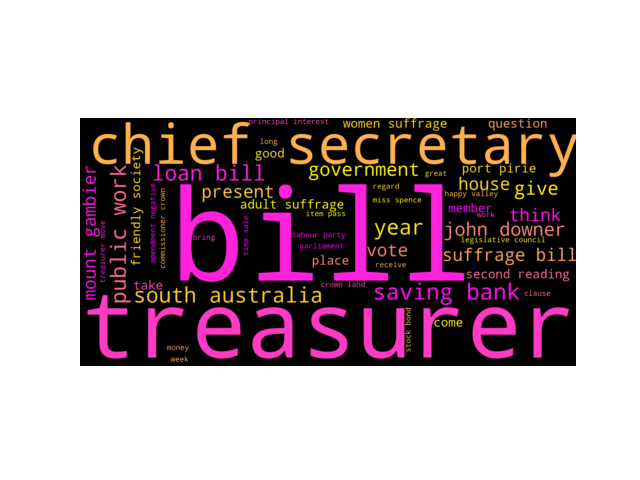 principal interest
women suffrage
question
chief secretary
long
good
loan bill
government
great
port pirie
mount gambier
public work
friendly society
amendment negative
commissioner crown
present
regard
house
give
happy valley
bill
adult suffrage
miss spence
item pass
member
work
think
treasurer move
time sale
year
john downer
bring
labour party
legislative council
parliament
vote
suffrage bill
place
receive
second reading
take
crown land
south australia
saving bank
clause
treasurer
stock bond
come
money
week